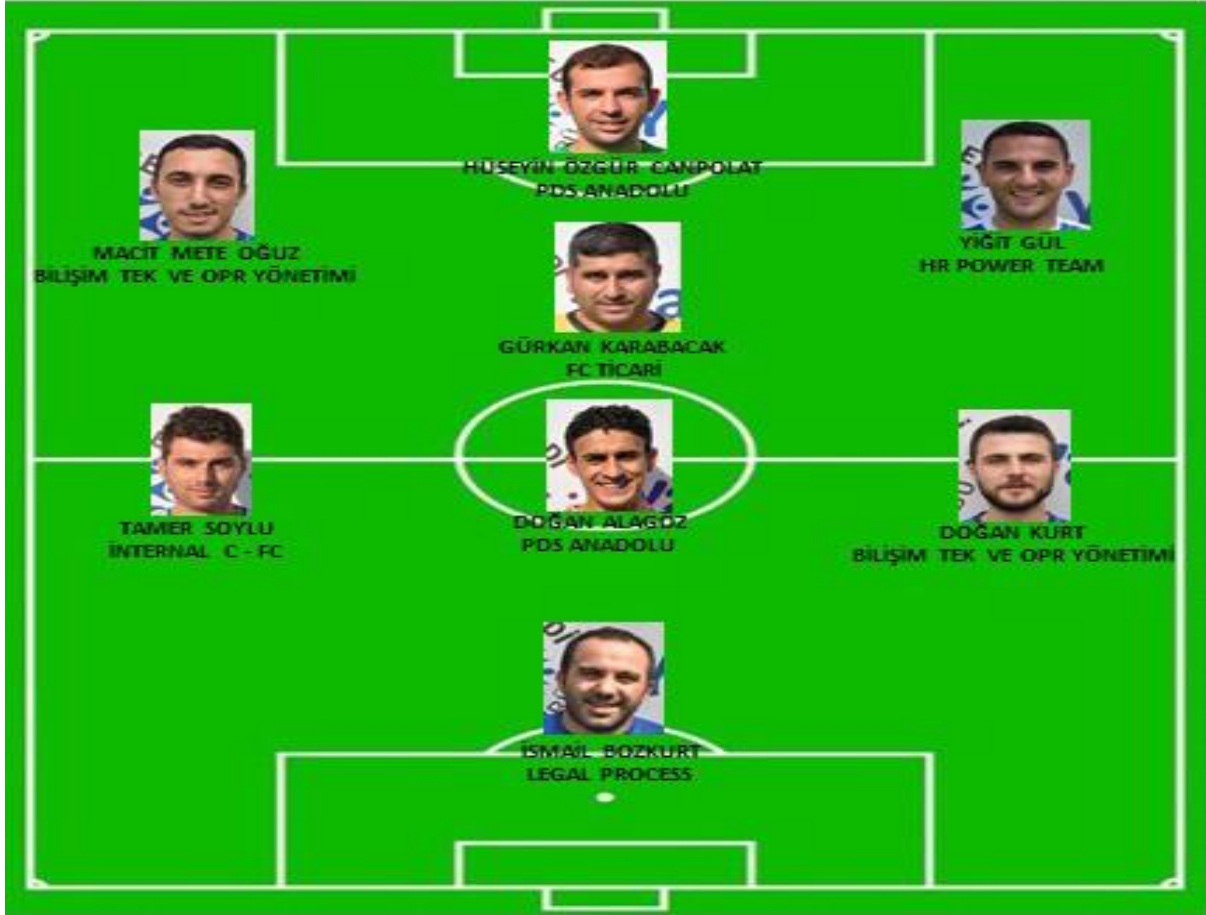 HÜSEYİN ÖZGÜR CANPOLAT
PDS ANADOLU
MACİT METE OĞUZ
BİLİŞİM TEK VE OPR YÖNETİMİ
YİĞİT GÜL
HR POWER TEAM
GÜRKAN KARABACAK
FC TİCARİ
TAMER SOYLU
İNTERNAL C - FC
DOĞAN ALAGÖZ
PDS ANADOLU
DOĞAN KURT
BİLİŞİM TEK VE OPR YÖNETİMİ
İSMAİL BOZKURT
LEGAL PROCESS